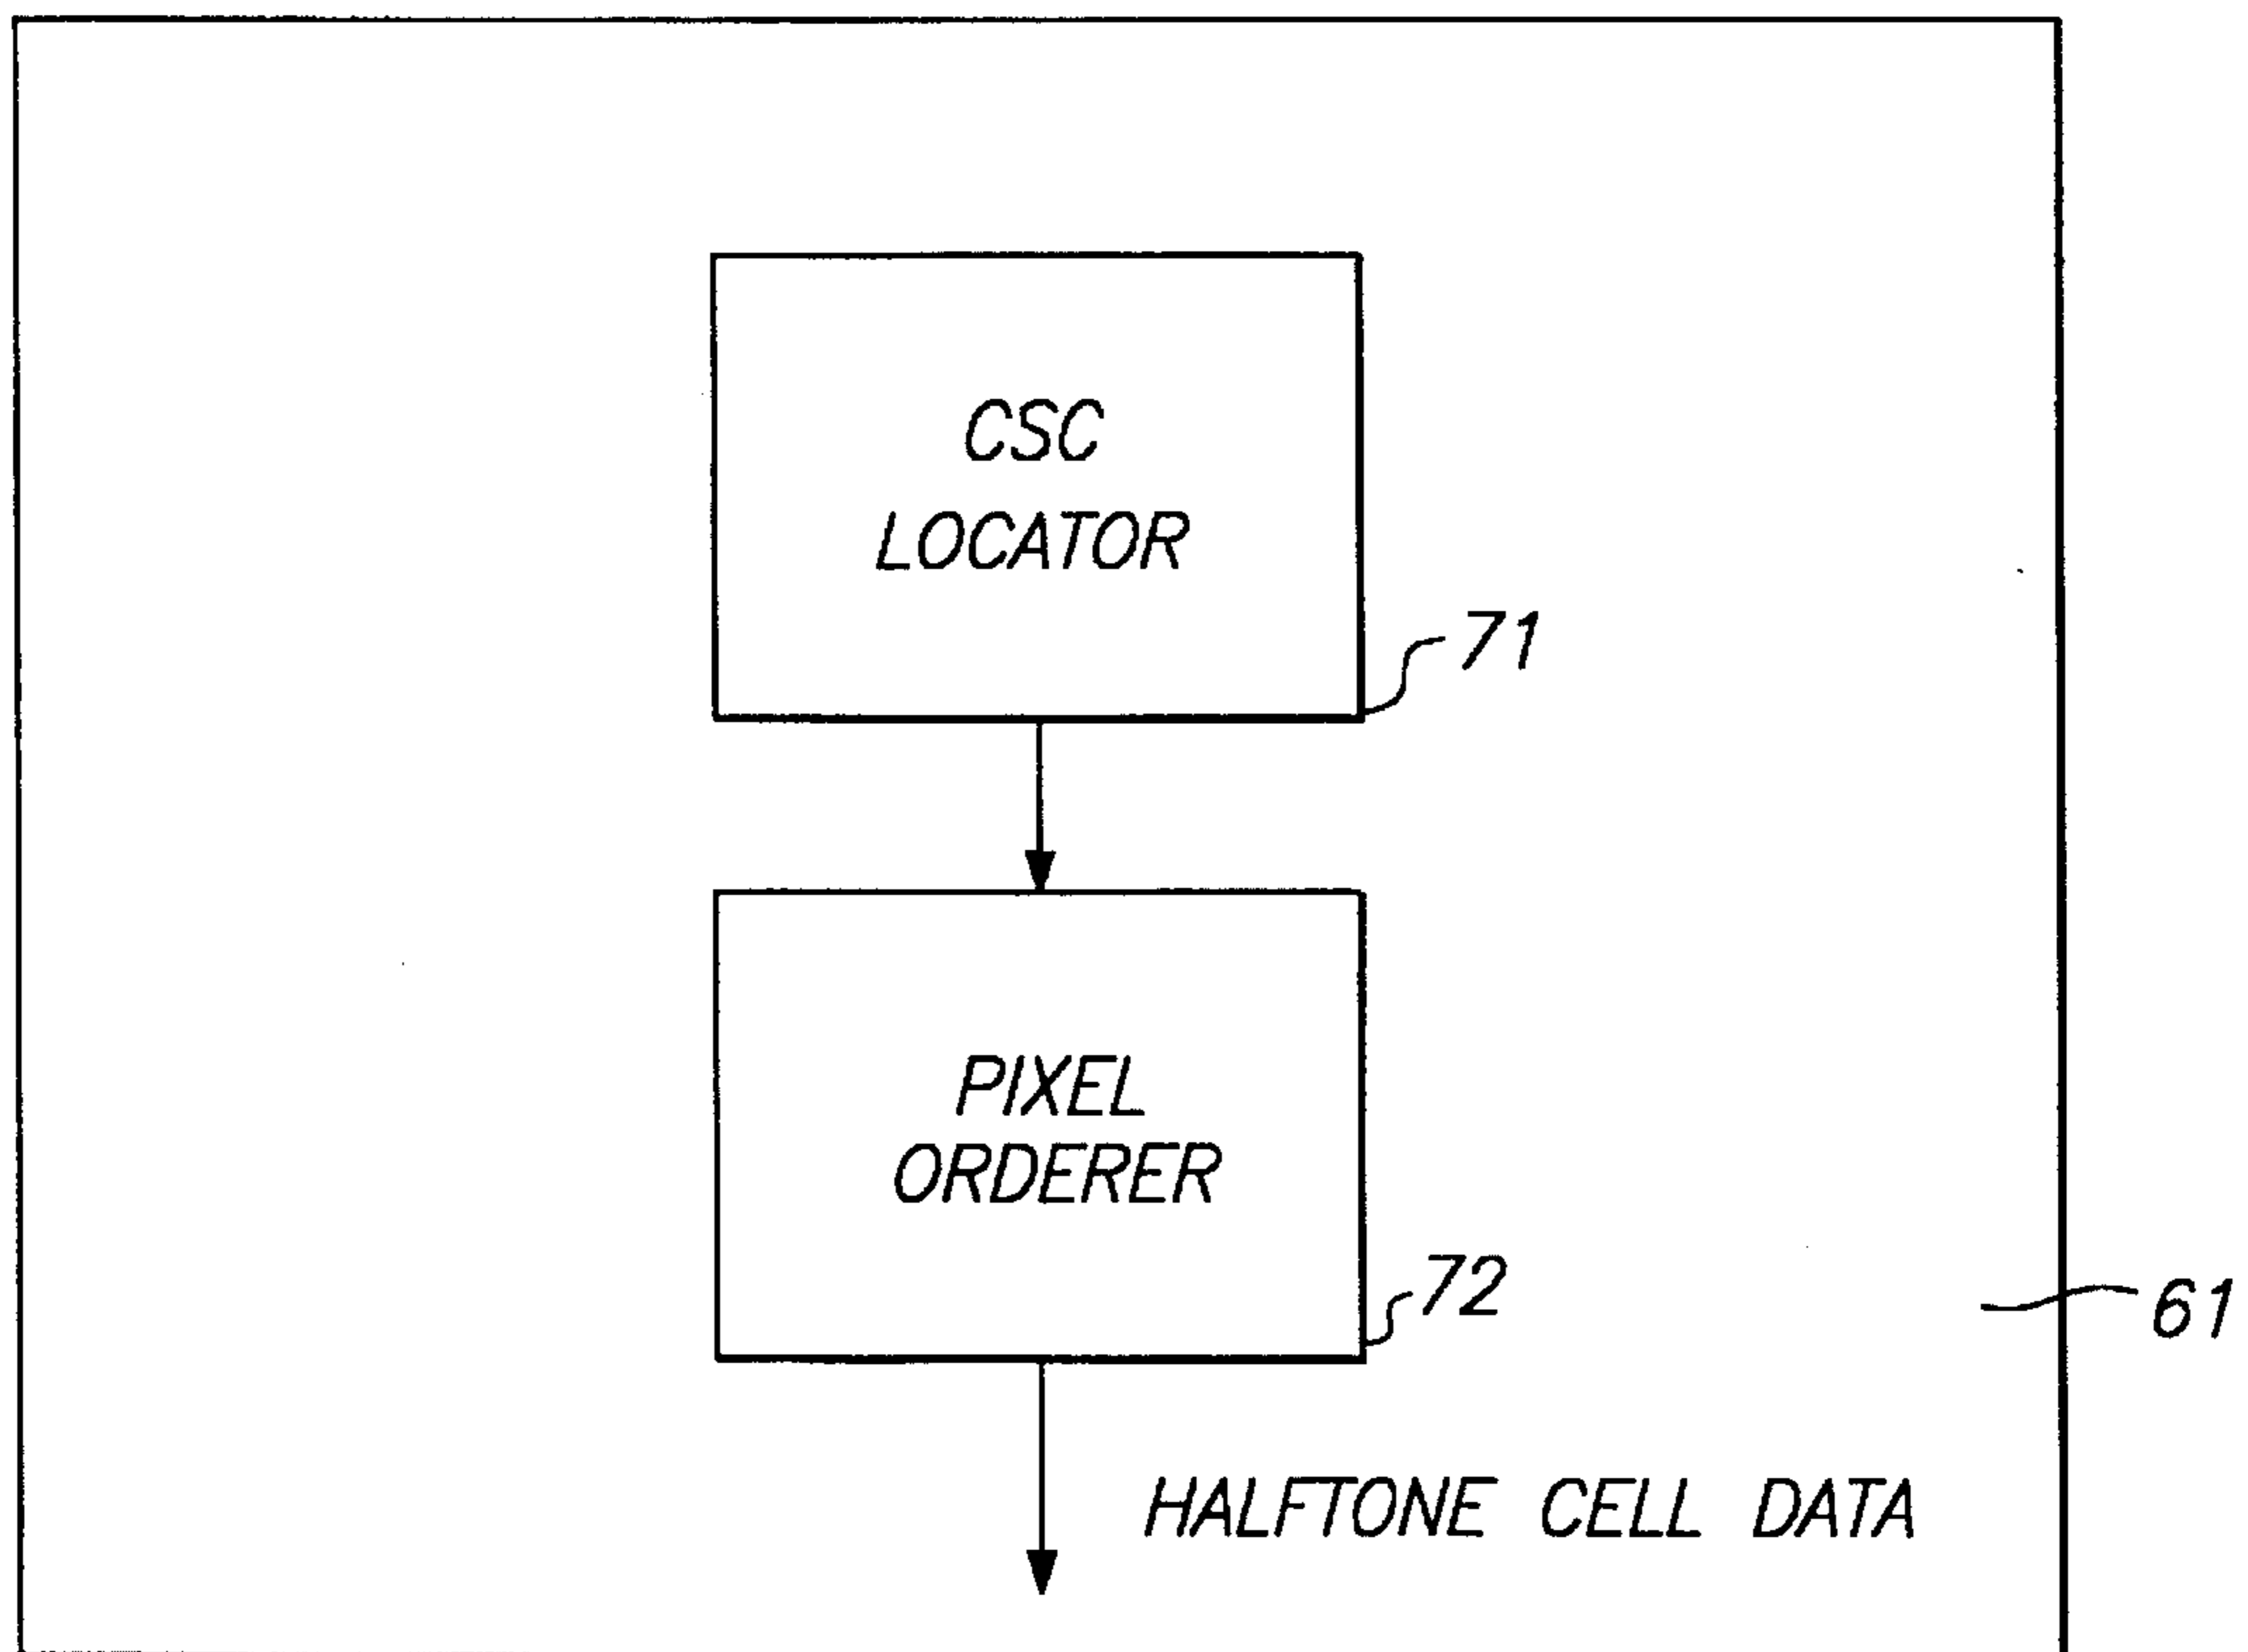 CSC
LOCATOR
71
PIXEL
ORDERER
72
61
HALFTONE CELL DATA